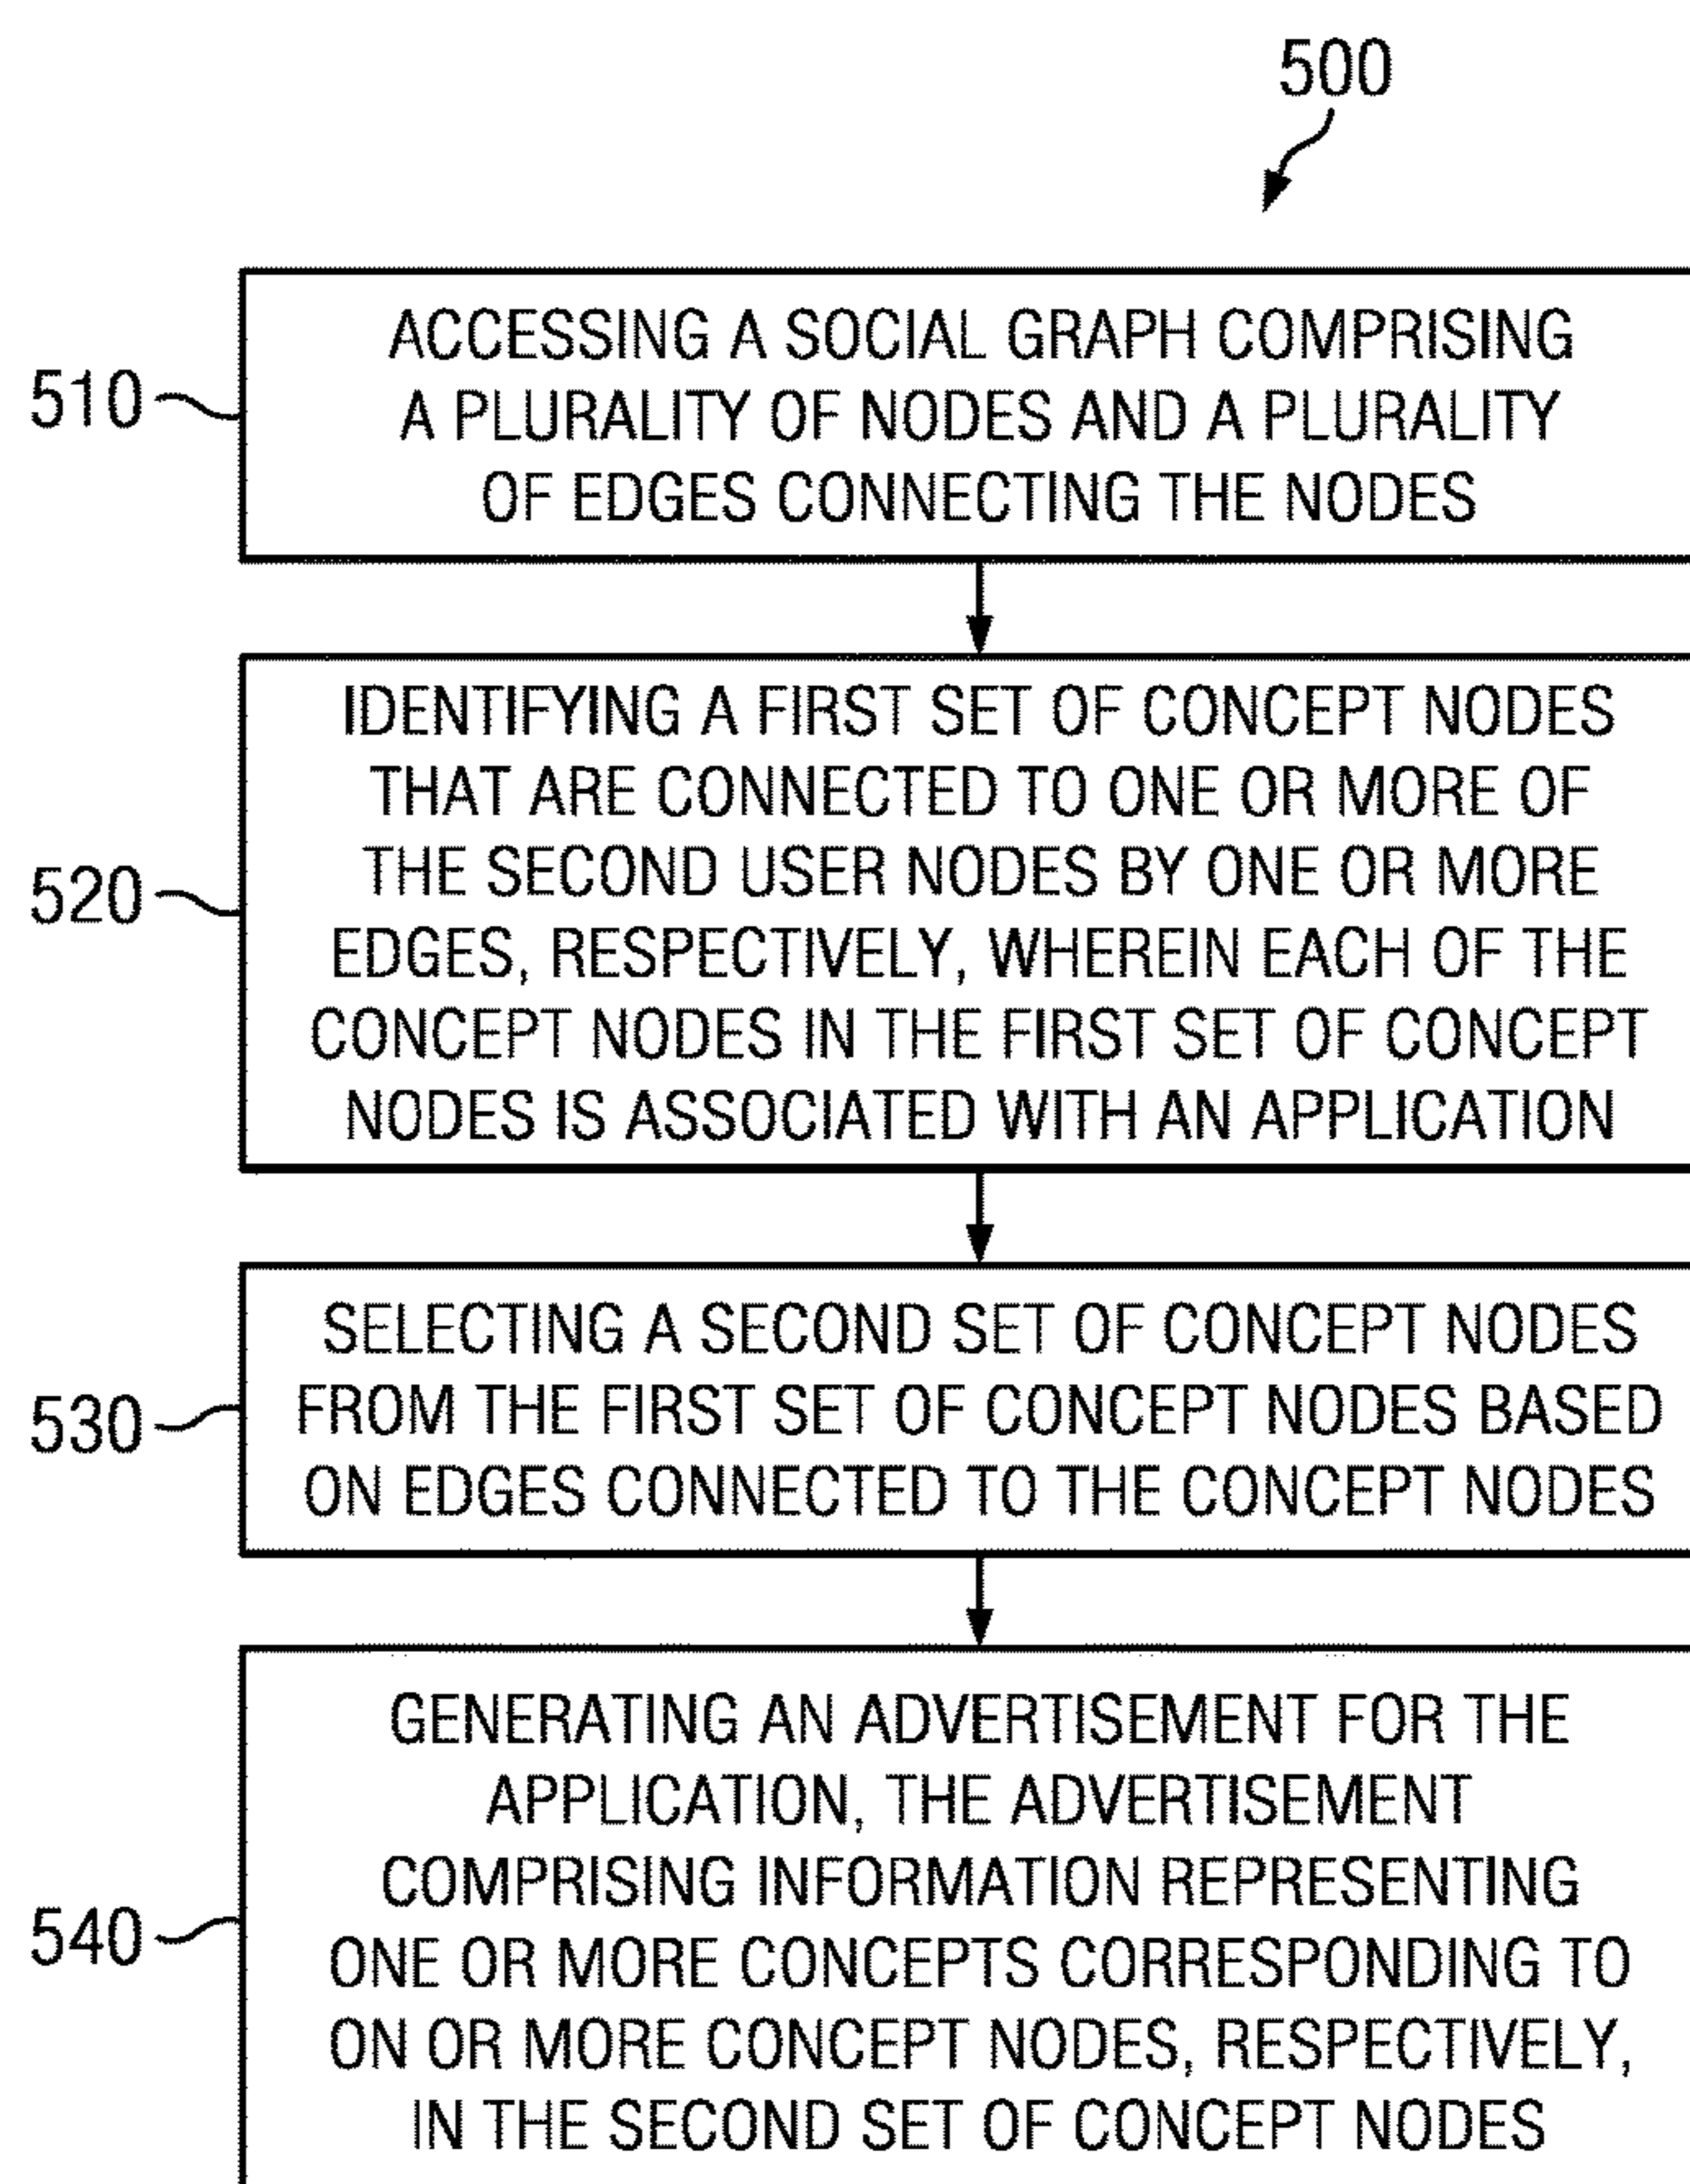 500
510
ACCESSING A SOCIAL GRAPH COMPRISING
A PLURALITY OF NODES AND A PLURALITY
OF EDGES CONNECTING THE NODES
520
IDENTIFYING A FIRST SET OF CONCEPT NODES
THAT ARE CONNECTED TO ONE OR MORE OF
THE SECOND USER NODES BY ONE OR MORE
EDGES, RESPECTIVELY, WHEREIN EACH OF THE
CONCEPT NODES IN THE FIRST SET OF CONCEPT
NODES IS ASSOCIATED WITH AN APPLICATION
530
SELECTING A SECOND SET OF CONCEPT NODES
FROM THE FIRST SET OF CONCEPT NODES BASED
ON EDGES CONNECTED TO THE CONCEPT NODES
540
GENERATING AN ADVERTISEMENT FOR THE
APPLICATION, THE ADVERTISEMENT
COMPRISING INFORMATION REPRESENTING
ONE OR MORE CONCEPTS CORRESPONDING TO
ON OR MORE CONCEPT NODES, RESPECTIVELY,
IN THE SECOND SET OF CONCEPT NODES